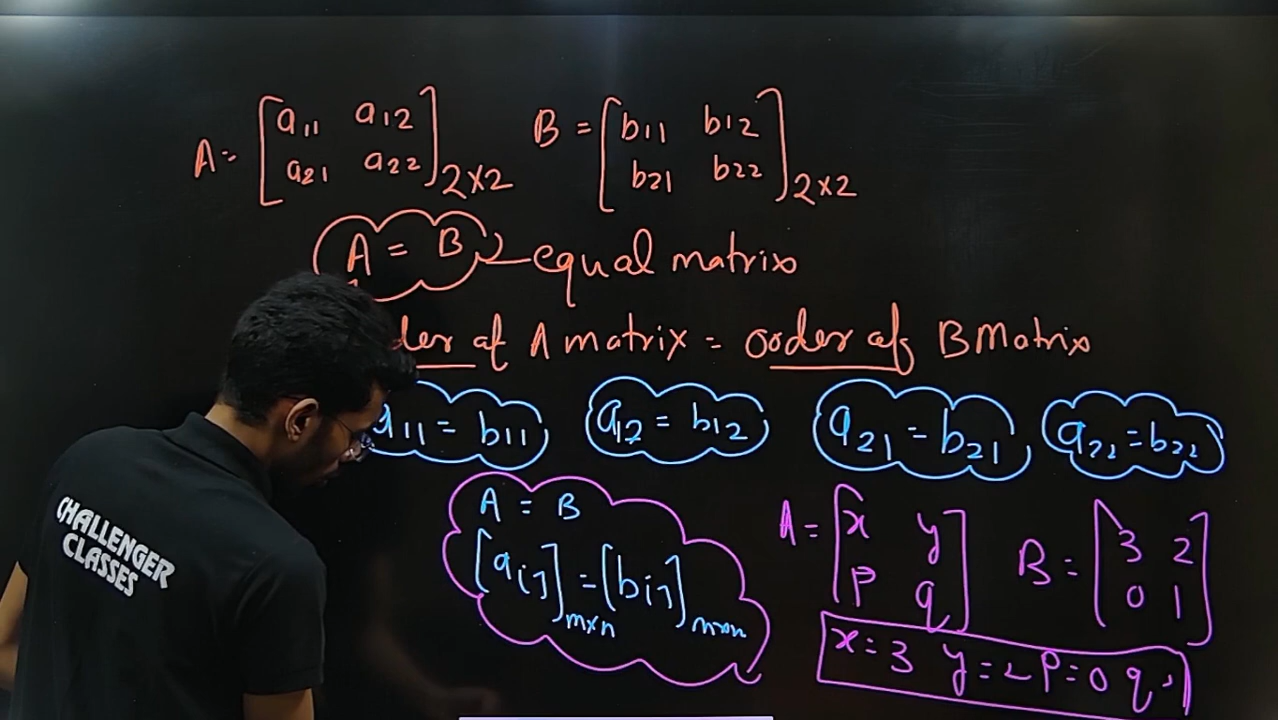 A = [ a11 a12
a21 a22 ] 2×2
B = [ b11 b12
b21 b22 ] 2×2
A = B equal matrix
der of A matrix = order of B Matrix
a11 = b11 a12 = b12 a21 = b21 a22 = b22
A = B
[aij]m×n = [bij]m×n
A = [ x y
p q ]
B = [ 3 2
0 1 ]
x = 3 y = 2 p = 0 q = 1
CHALLENGER
CLASSES